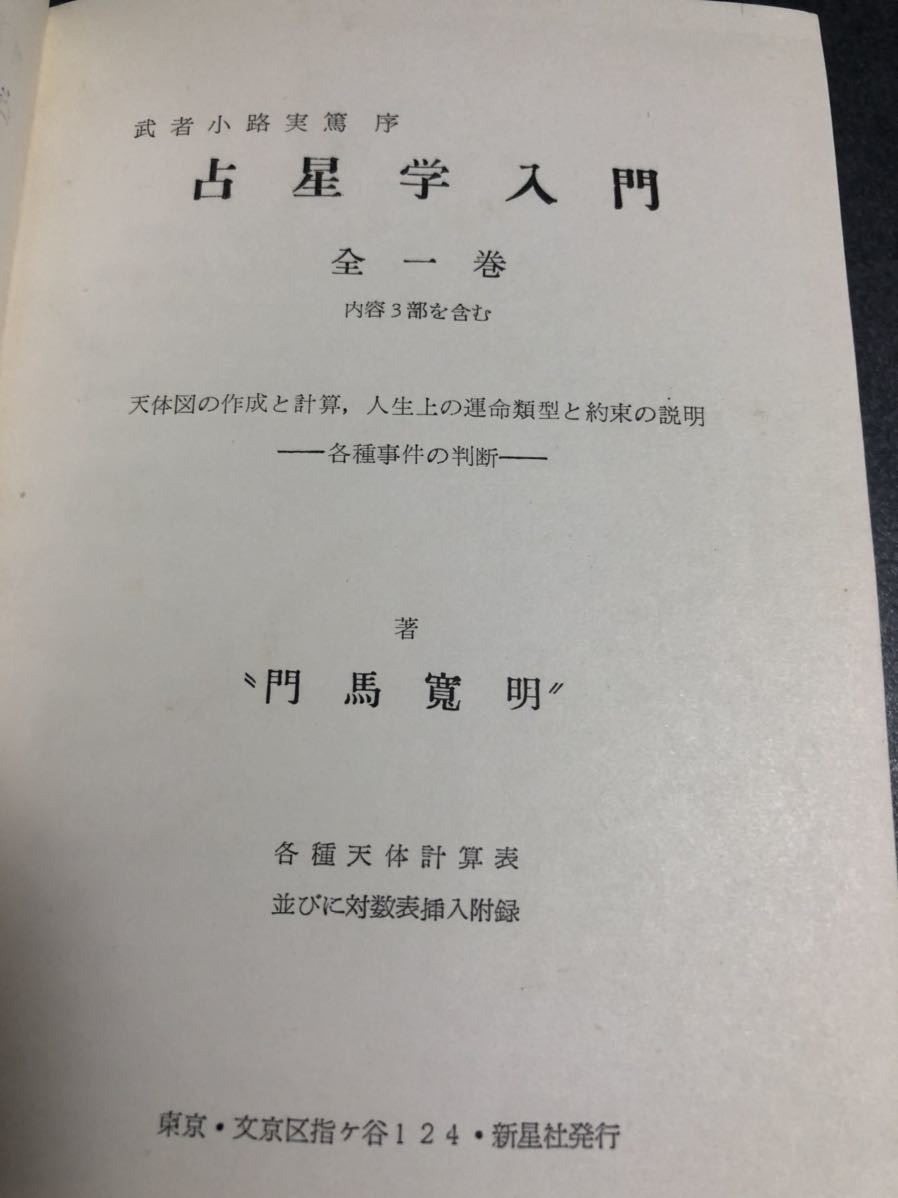 武者小路実篤 序
占星学入門
全一巻
内容3部を含む
天体図の作成と計算，人生上の運命類型と約束の説明
――各種事件の判断――
著
〝門馬寛明〟
各種天体計算表
並びに対数表挿入附録
東京・文京区指ケ谷124・新星社発行